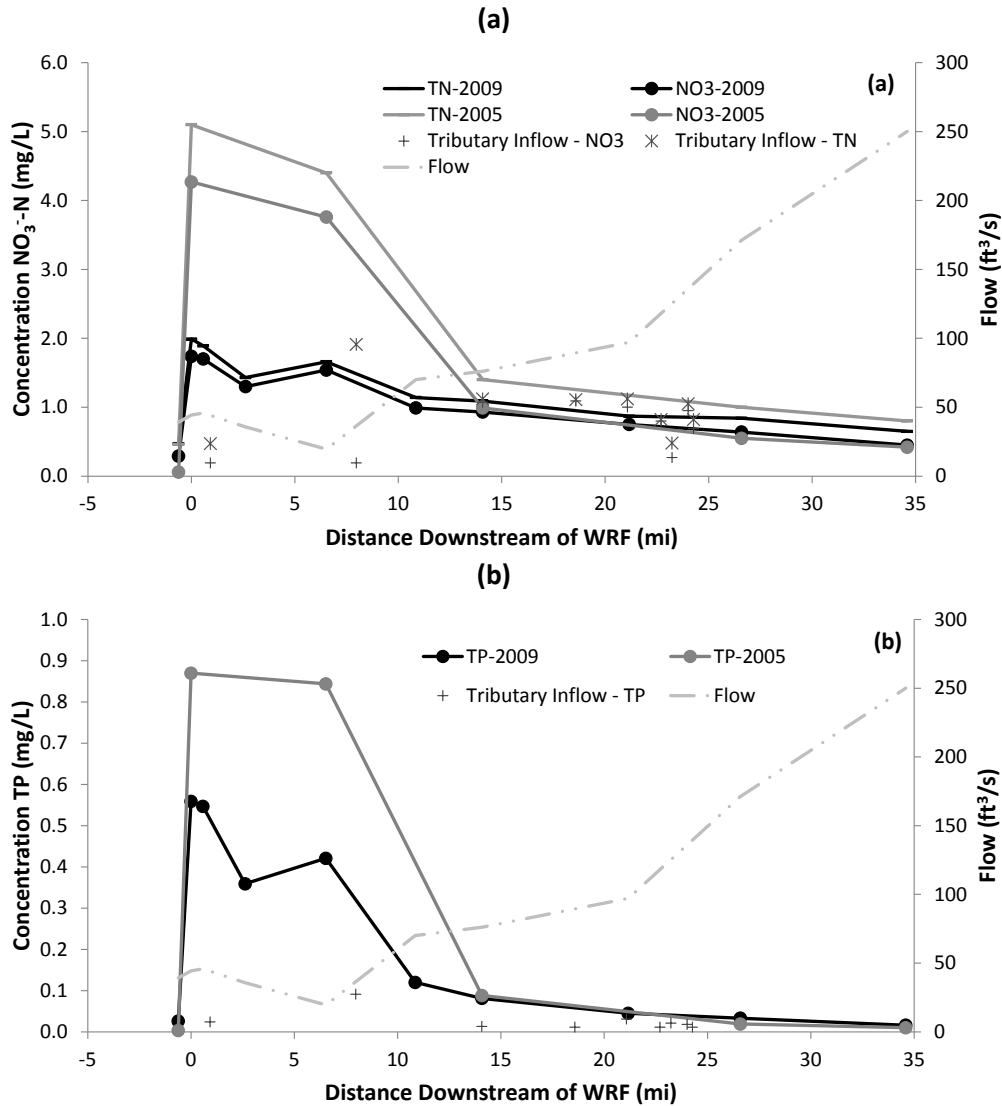 (a)
6.0
5.0
4.0
3.0
2.0
1.0
0.0
Concentration NO₃⁻-N (mg/L)
(a)
TN-2009
NO3-2009
TN-2005
NO3-2005
Tributary Inflow - NO3
Tributary Inflow - TN
Flow
300
250
200
150
100
50
0
Flow (ft³/s)
-5 0 5 10 15 20 25 30 35
Distance Downstream of WRF (mi)
(b)
1.0
0.9
0.8
0.7
0.6
0.5
0.4
0.3
0.2
0.1
0.0
Concentration TP (mg/L)
(b)
TP-2009
TP-2005
Tributary Inflow - TP
Flow
300
250
200
150
100
50
0
Flow (ft³/s)
-5 0 5 10 15 20 25 30 35
Distance Downstream of WRF (mi)